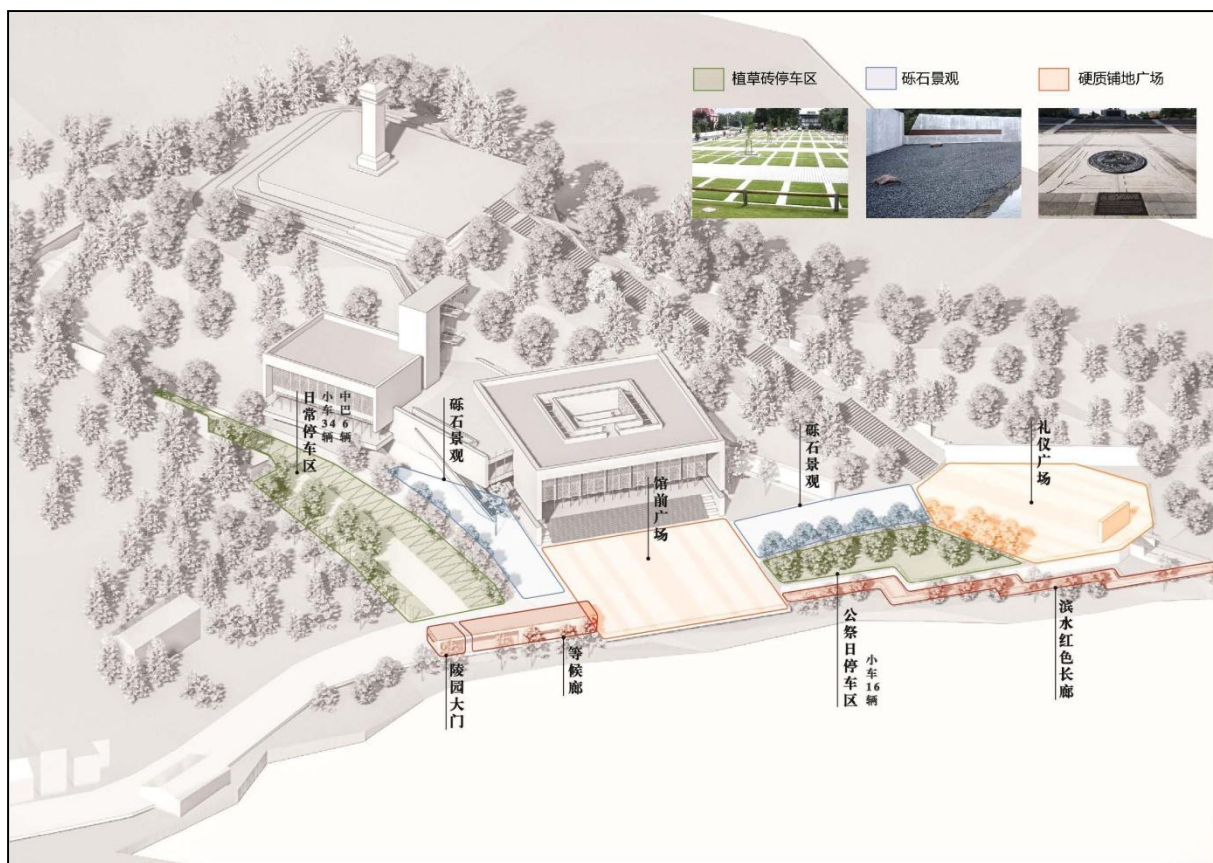 植草砖停车区
砾石景观
硬质铺地广场
日常停车区
小车34辆
中巴6辆
砾石景观
馆前广场
砾石景观
礼仪广场
陵园大门
等候廊
公祭日停车区
小车16辆
滨水红色长廊